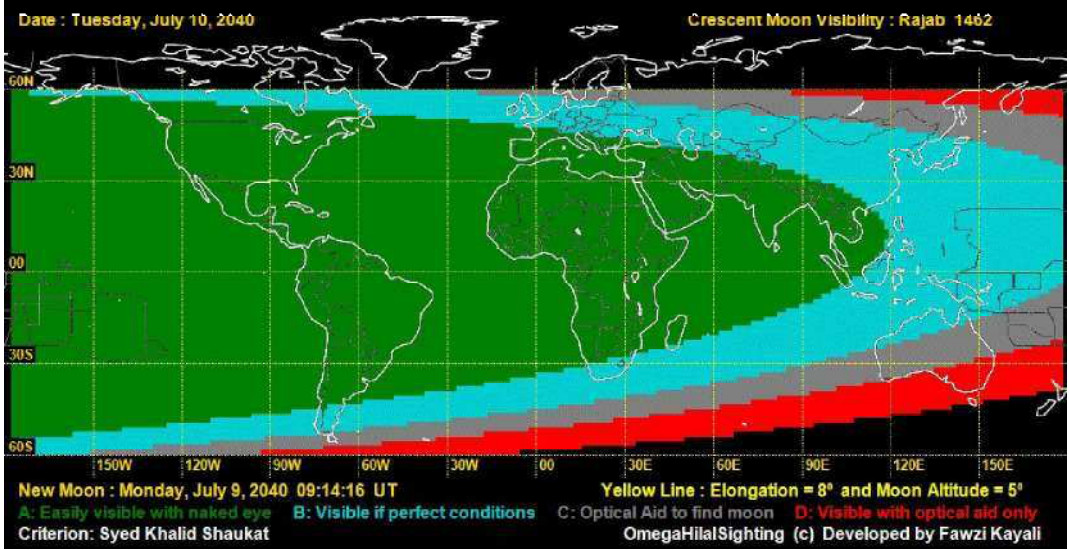 Date : Tuesday, July 10, 2040
Crescent Moon Visibility : Rajab 1462
60N
30N
00
30S
60S
150W 120W 90W 60W 30W 00 30E 60E 90E 120E 150E
New Moon : Monday, July 9, 2040 09:14:16 UT
Yellow Line : Elongation = 8º and Moon Altitude = 5º
A: Easily visible with naked eye B: Visible if perfect conditions C: Optical Aid to find moon D: Visible with optical aid only
Criterion: Syed Khalid Shaukat
OmegaHilalSighting (c) Developed by Fawzi Kayali